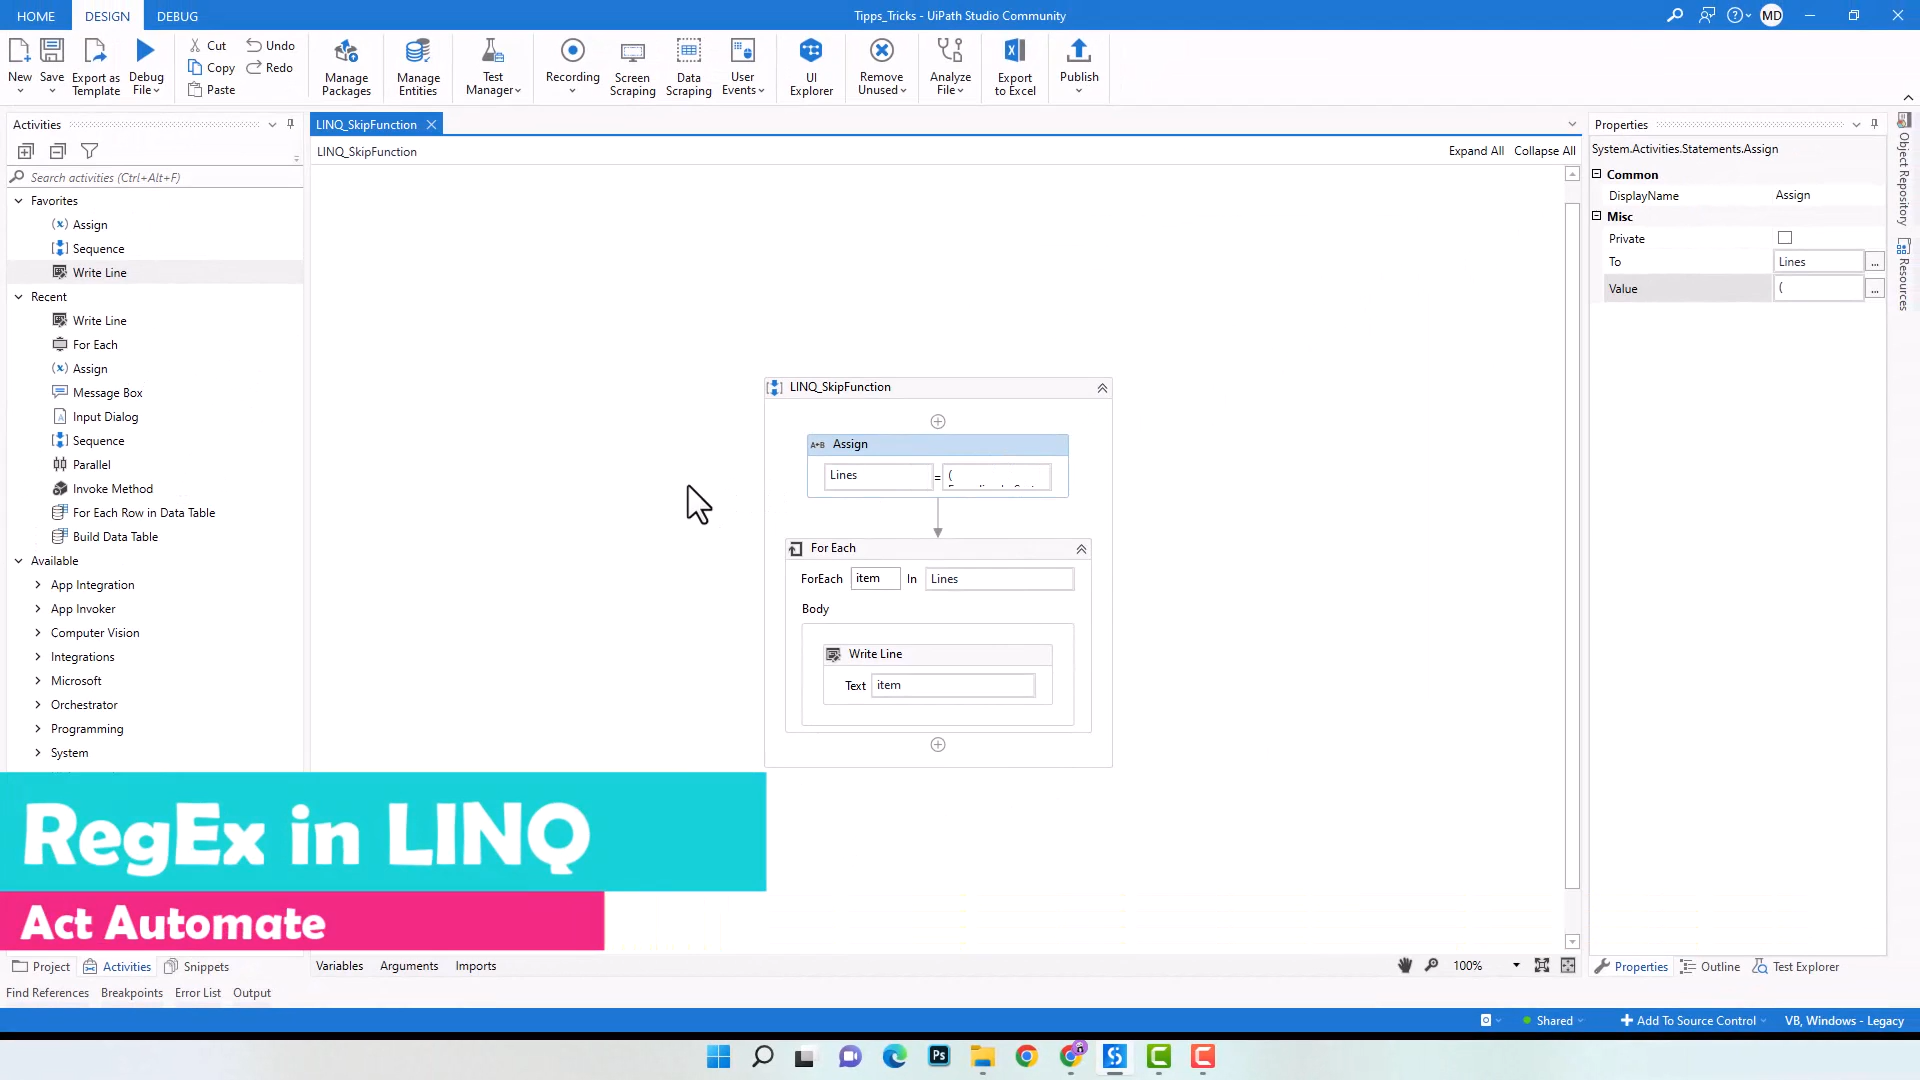 HOME
DESIGN
DEBUG
Tipps_Tricks - UiPath Studio Community
MD
New
Save
Export as
Template
Debug
File
Cut
Copy
Paste
Undo
Redo
Manage
Packages
Manage
Entities
Test
Manager
Recording
Screen
Scraping
Data
Scraping
User
Events
UI
Explorer
Remove
Unused
Analyze
File
Export
to Excel
Publish
Activities
Search activities (Ctrl+Alt+F)
Favorites
Assign
Sequence
Write Line
Recent
Write Line
For Each
Assign
Message Box
Input Dialog
Sequence
Parallel
Invoke Method
For Each Row in Data Table
Build Data Table
Available
App Integration
App Invoker
Computer Vision
Integrations
Microsoft
Orchestrator
Programming
System
LINQ_SkipFunction
LINQ_SkipFunction
Expand All
Collapse All
LINQ_SkipFunction
A+B Assign
Lines = (
For Each
ForEach item In Lines
Body
Write Line
Text item
Properties
System.Activities.Statements.Assign
Common
DisplayName Assign
Misc
Private
To Lines ...
Value ( ...
Object Repository
Resources
RegEx in LINQ
Act Automate
Project
Activities
Snippets
Variables
Arguments
Imports
100%
Properties
Outline
Test Explorer
Find References
Breakpoints
Error List
Output
Shared
Add To Source Control
VB, Windows - Legacy
Ps